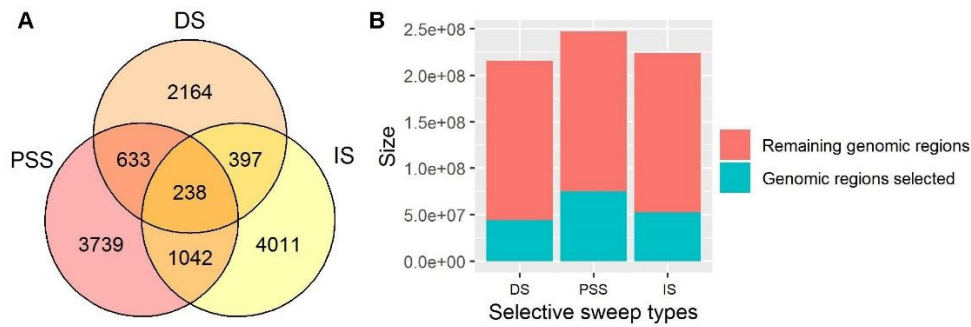 A
DS
2164
PSS
633
397
IS
238
3739
1042
4011
B
2.5e+08
2.0e+08
1.5e+08
1.0e+08
5.0e+07
0.0e+00
Size
DS PSS IS
Selective sweep types
Remaining genomic regions
Genomic regions selected